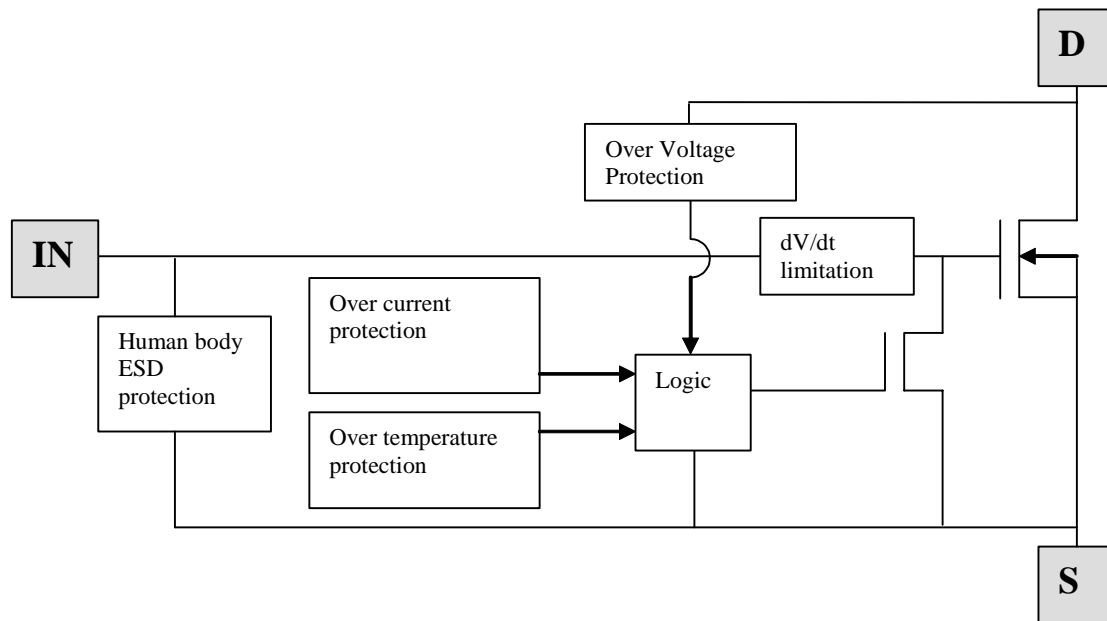 D
Over Voltage
Protection
IN
dV/dt
limitation
Over current
protection
Human body
ESD
protection
Logic
Over temperature
protection
S